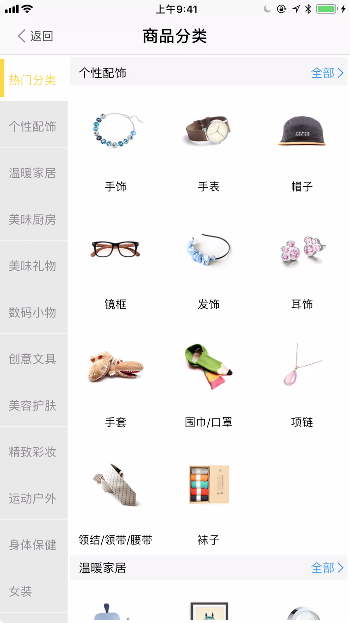 上午9:41
返回
商品分类
热门分类
个性配饰
温暖家居
美味厨房
美味礼物
数码小物
创意文具
美容护肤
精致彩妆
运动户外
身体保健
女装
个性配饰 全部
手饰 手表 帽子
镜框 发饰 耳饰
手套 围巾/口罩 项链
领结/领带/腰带 袜子
温暖家居 全部